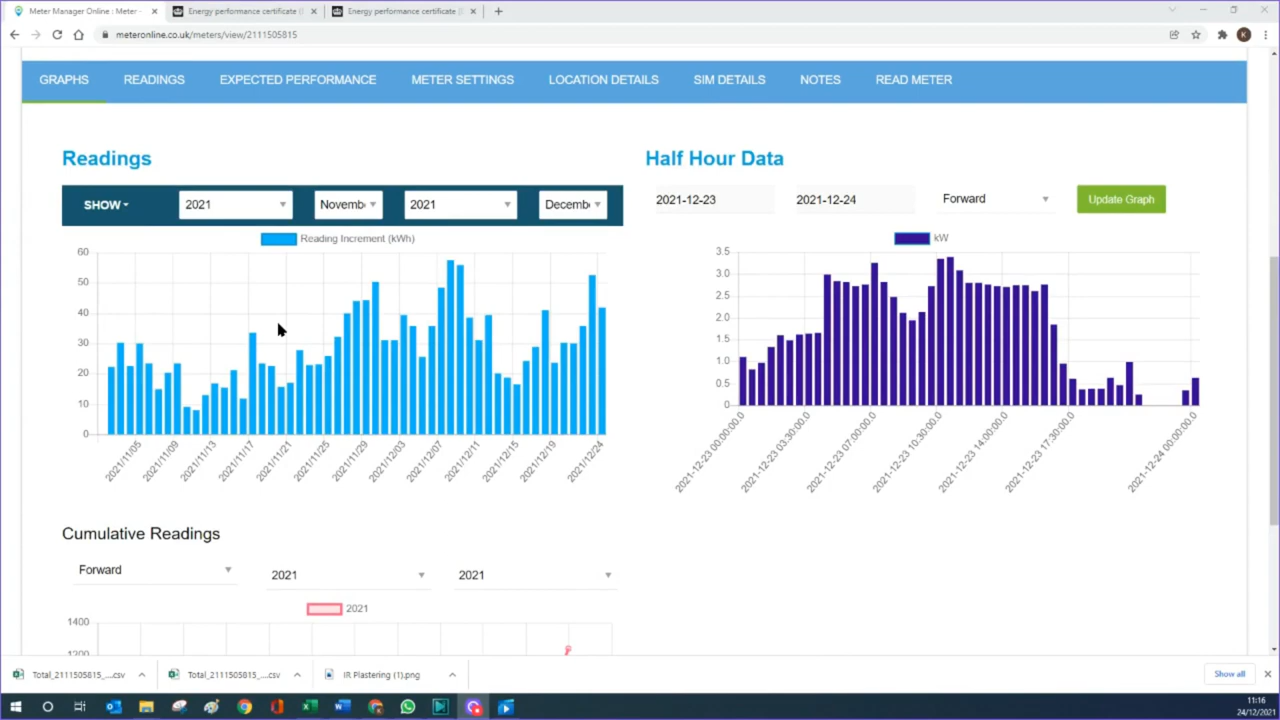 Meter Manager Online : Meter -
Energy performance certificate (
Energy performance certificate (
meteronline.co.uk/meters/view/2111505815
K
GRAPHS READINGS EXPECTED PERFORMANCE METER SETTINGS LOCATION DETAILS SIM DETAILS NOTES READ METER
Readings
SHOW 2021 Novemb 2021 Decemb
Reading Increment (kWh)
60
50
40
30
20
10
0
2021/11/05 2021/11/09 2021/11/13 2021/11/17 2021/11/21 2021/11/25 2021/11/29 2021/12/03 2021/12/07 2021/12/11 2021/12/15 2021/12/19 2021/12/24
Half Hour Data
2021-12-23 2021-12-24 Forward Update Graph
kW
3.5
3.0
2.5
2.0
1.5
1.0
0.5
0
2021-12-23 00:00:00.0 2021-12-23 03:30:00.0 2021-12-23 07:00:00.0 2021-12-23 10:30:00.0 2021-12-23 14:00:00.0 2021-12-23 17:30:00.0 2021-12-24 00:00:00.0
Cumulative Readings
Forward 2021 2021
2021
1400
1200
Total_2111505815_....csv Total_2111505815_....csv IR Plastering (1).png Show all
11:16
24/12/2021